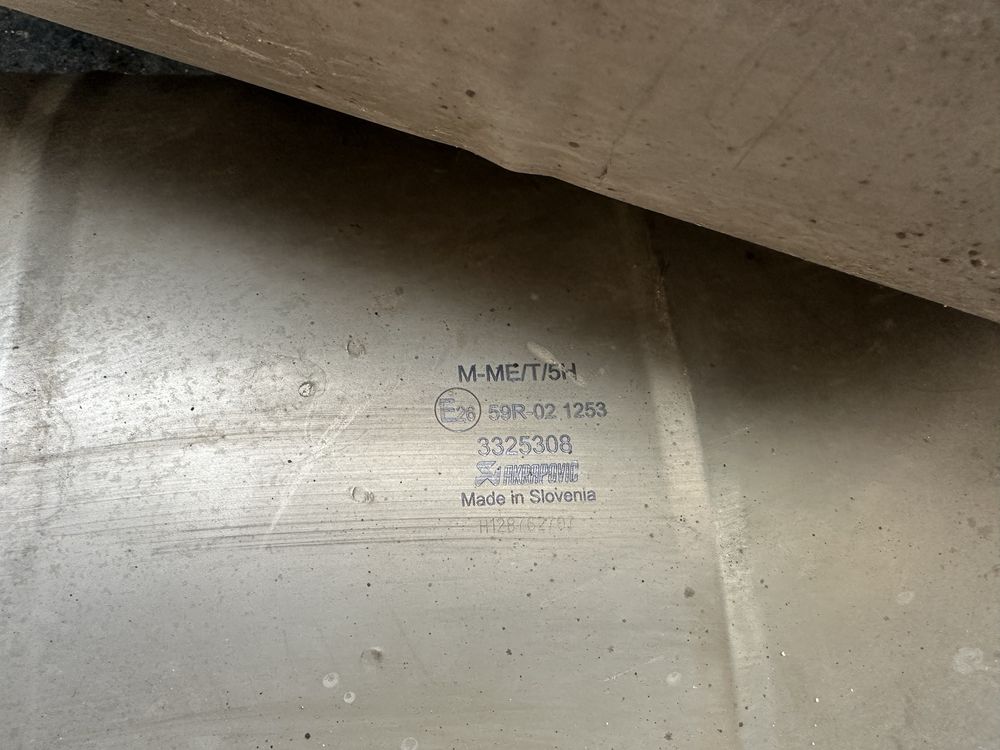 M-ME/T/5H
E26 59R-02 1253
3325308
AKRAPOVIČ
Made in Slovenia